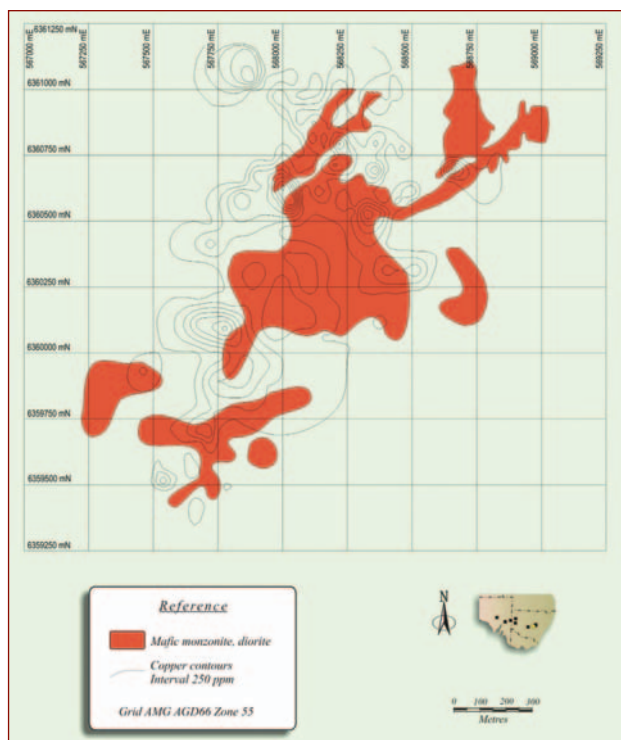 6361250 mN
567000 mE
567250 mE
567500 mE
567750 mE
568000 mE
568250 mE
568500 mE
568750 mE
569000 mE
569250 mE
6361000 mN
6360750 mN
6360500 mN
6360250 mN
6360000 mN
6359750 mN
6359500 mN
6359250 mN
Reference
Mafic monzonite, diorite
Copper contours
Interval 250 ppm
Grid AMG AGD66 Zone 55
N
0 100 200 300
Metres